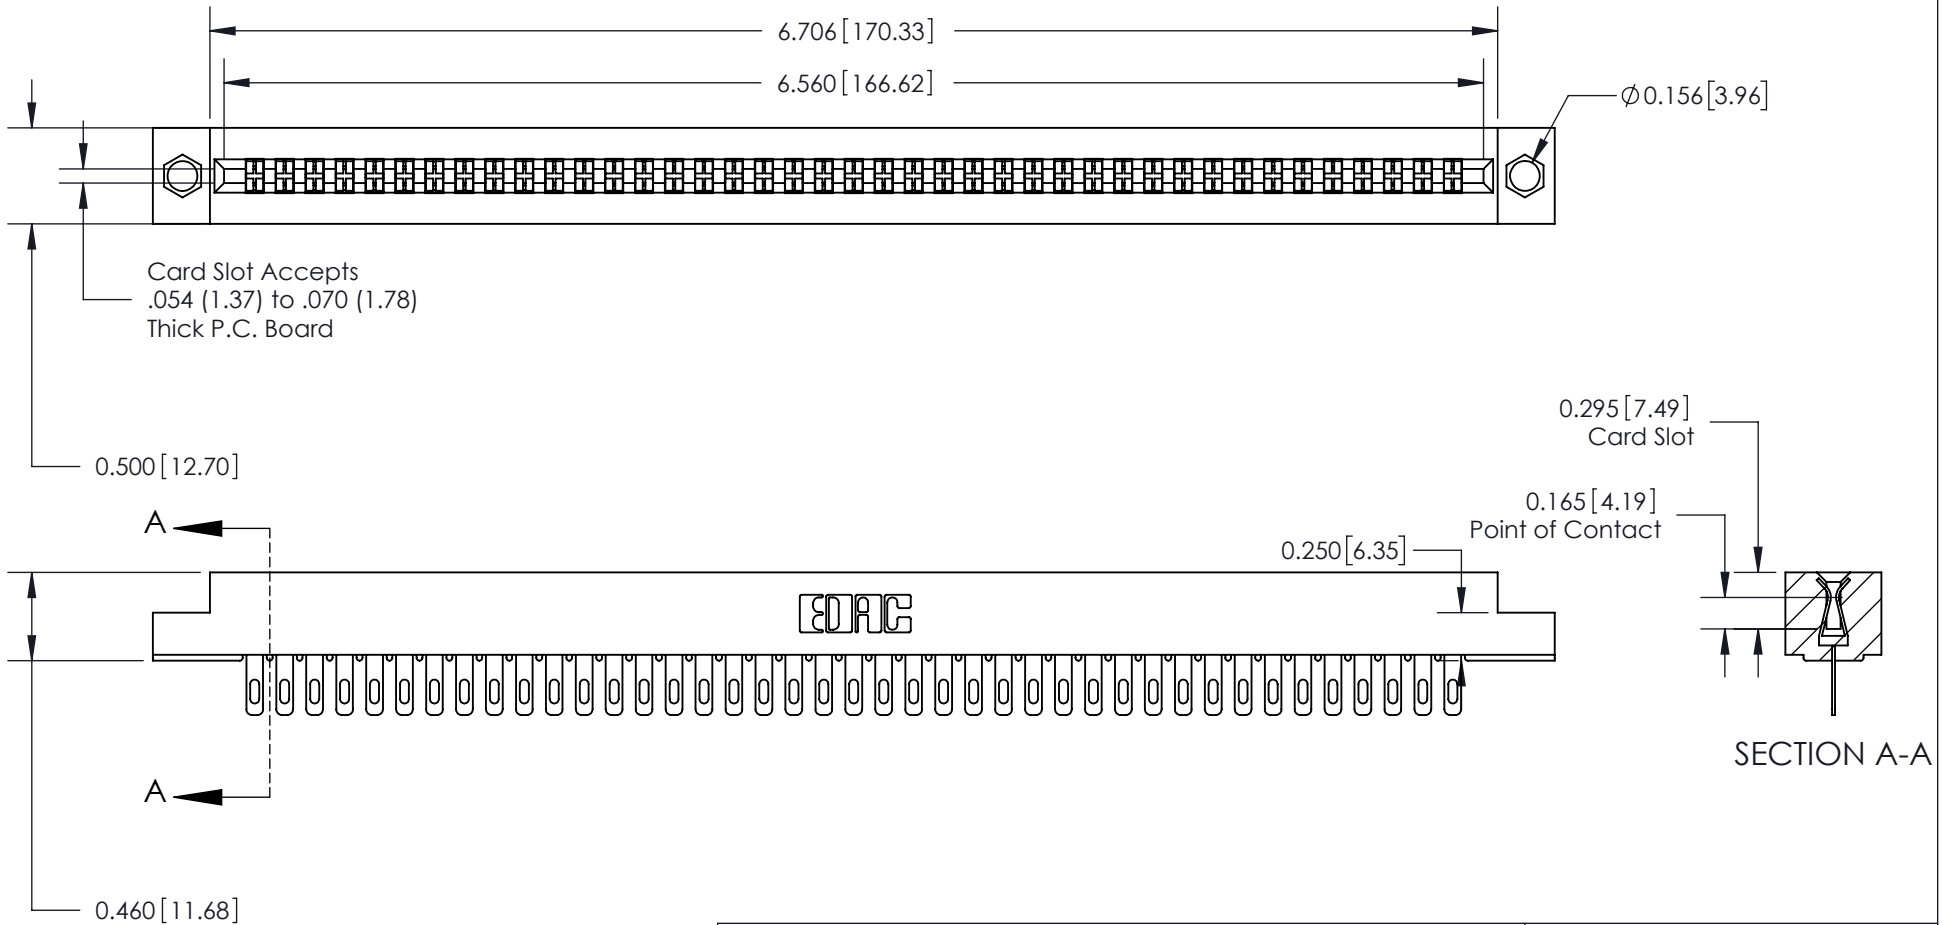 6.706[170.33]
6.560[166.62]
Ø0.156[3.96]
Card Slot Accepts
.054 (1.37) to .070 (1.78)
Thick P.C. Board
0.295[7.49]
Card Slot
0.500[12.70]
0.165[4.19]
Point of Contact
A
0.250[6.35]
EDAC
SECTION A-A
A
0.460[11.68]